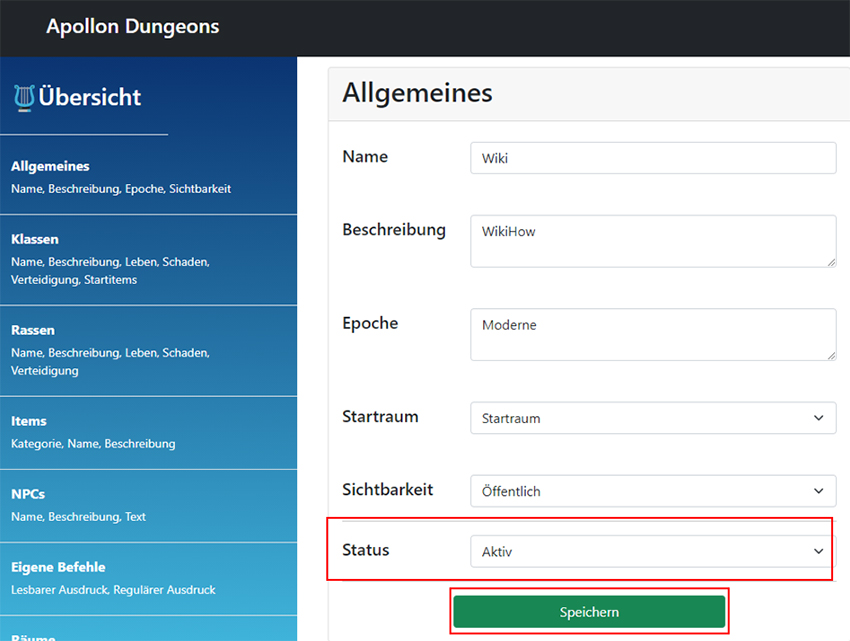 Apollon Dungeons
Übersicht
Allgemeines
Name, Beschreibung, Epoche, Sichtbarkeit
Klassen
Name, Beschreibung, Leben, Schaden,
Verteidigung, Startitems
Rassen
Name, Beschreibung, Leben, Schaden,
Verteidigung
Items
Kategorie, Name, Beschreibung
NPCs
Name, Beschreibung, Text
Eigene Befehle
Lesbarer Ausdruck, Regulärer Ausdruck
Räume
Allgemeines
Name
Wiki
Beschreibung
WikiHow
Epoche
Moderne
Startraum
Startraum
Sichtbarkeit
Öffentlich
Status
Aktiv
Speichern